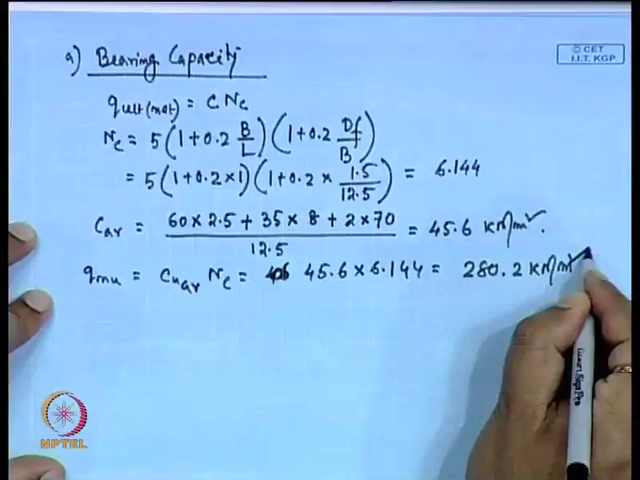 © CET
I.I.T. KGP
a) Bearing Capacity
qult(net) = C Nc
Nc = 5(1+0.2 B/L)(1+0.2 Df/B)
= 5(1+0.2×1)(1+0.2× 1.5/12.5) = 6.144
Cav = 60×2.5+35×8+2×70 / 12.5 = 45.6 kN/m².
qnu = Cuav Nc = 45.6×6.144 = 280.2 kN/m²
NPTEL